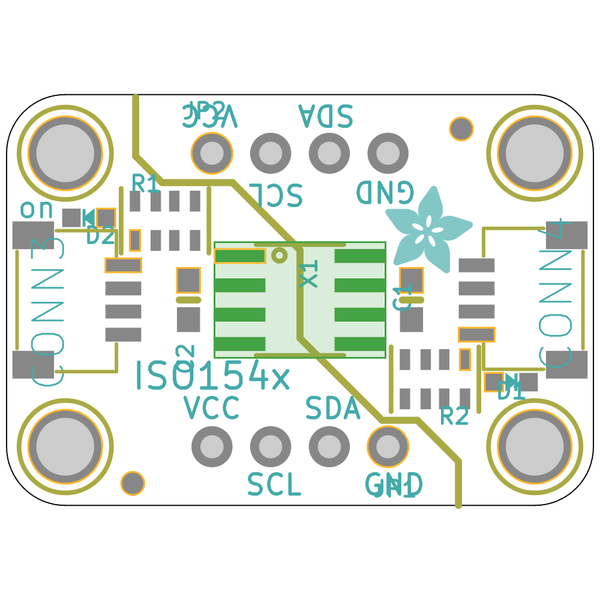 JP2
VCC
SDA
R1
SCL
GND
on
D2
CONN3
X1
C1
CONN4
C2
ISO154x
D1
R2
VCC
SDA
SCL
GND
JP1